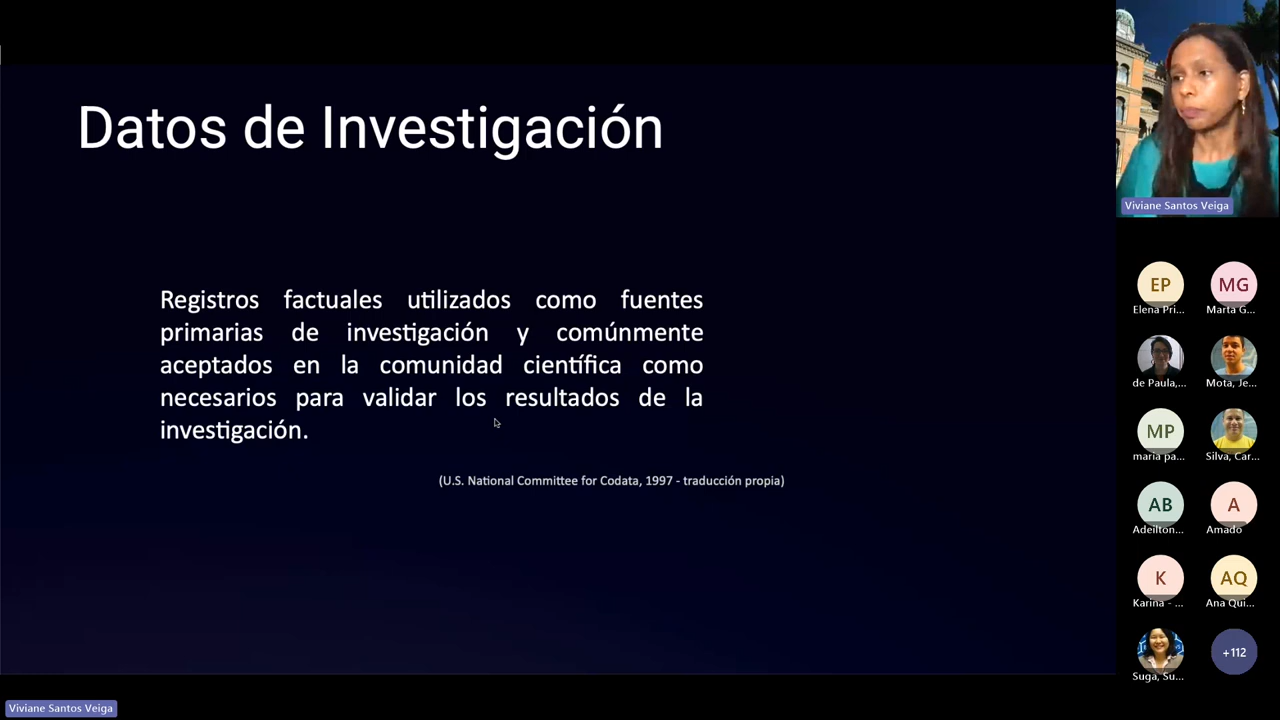 Datos de Investigación
Registros factuales utilizados como fuentes
primarias de investigación y comúnmente
aceptados en la comunidad científica como
necesarios para validar los resultados de la
investigación.
(U.S. National Committee for Codata, 1997 - traducción propia)
Viviane Santos Veiga
EP
MG
Elena Pri...
Marta G...
de Paula,...
Mota, Je...
MP
maria pa...
Silva, Car...
AB
A
Adeilton...
Amado
K
AQ
Karina - ...
Ana Qui...
+112
Suga, Su...
Viviane Santos Veiga